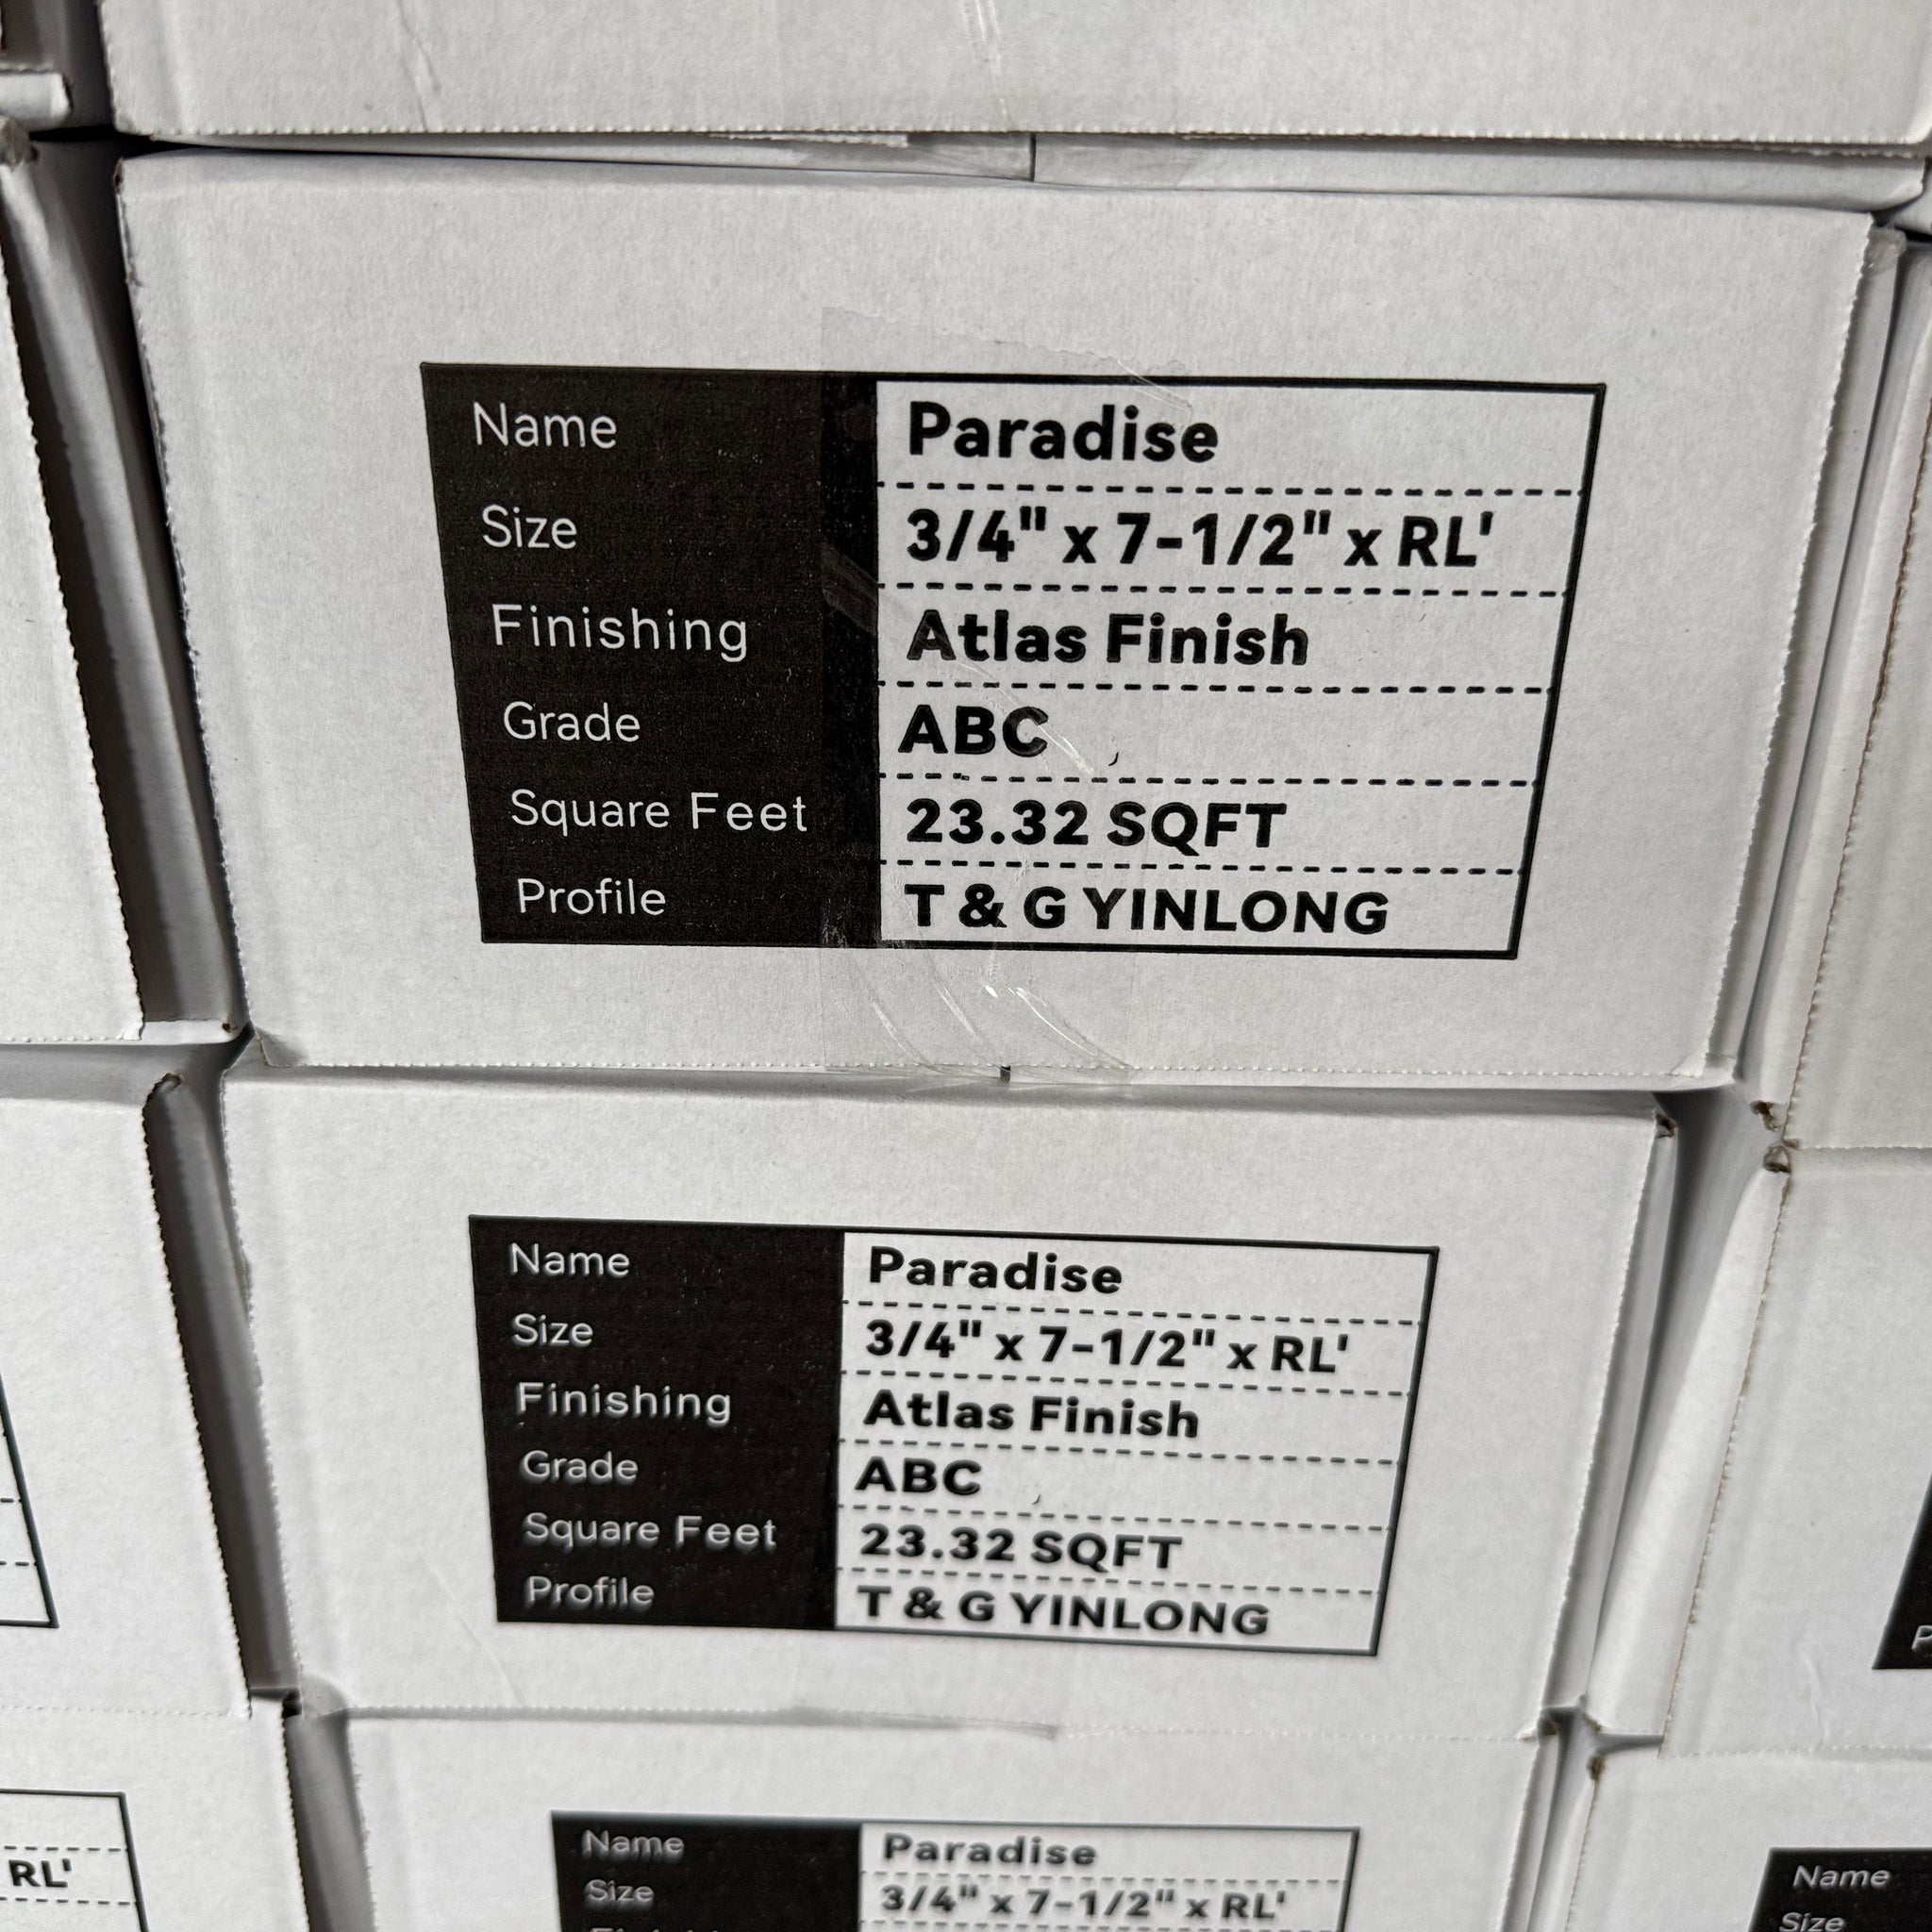 Name Paradise
Size 3/4" x 7-1/2" x RL'
Finishing Atlas Finish
Grade ABC
Square Feet 23.32 SQFT
Profile T & G YINLONG
Name Paradise
Size 3/4" x 7-1/2" x RL'
Finishing Atlas Finish
Grade ABC
Square Feet 23.32 SQFT
Profile T & G YINLONG
RL'
Name Paradise
Size 3/4" x 7-1/2" x RL'
Name
Size